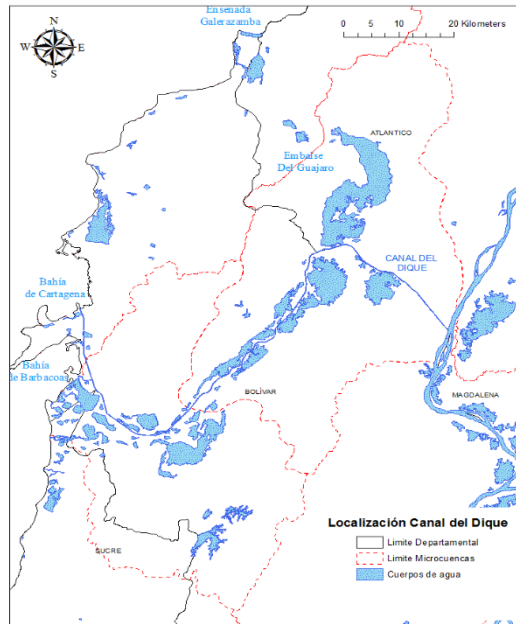 Ensenada
Galerazamba
N
W E
S
0 5 10 20 Kilometers
ATLANTICO
Embalse
Del Guajaro
CANAL DEL
DIQUE
Bahía
de Cartagena
Bahía
de Barbacoas
BOLÍVAR
MAGDALENA
SUCRE
Localización Canal del Dique
Limite Departamental
Limite Microcuencas
Cuerpos de agua